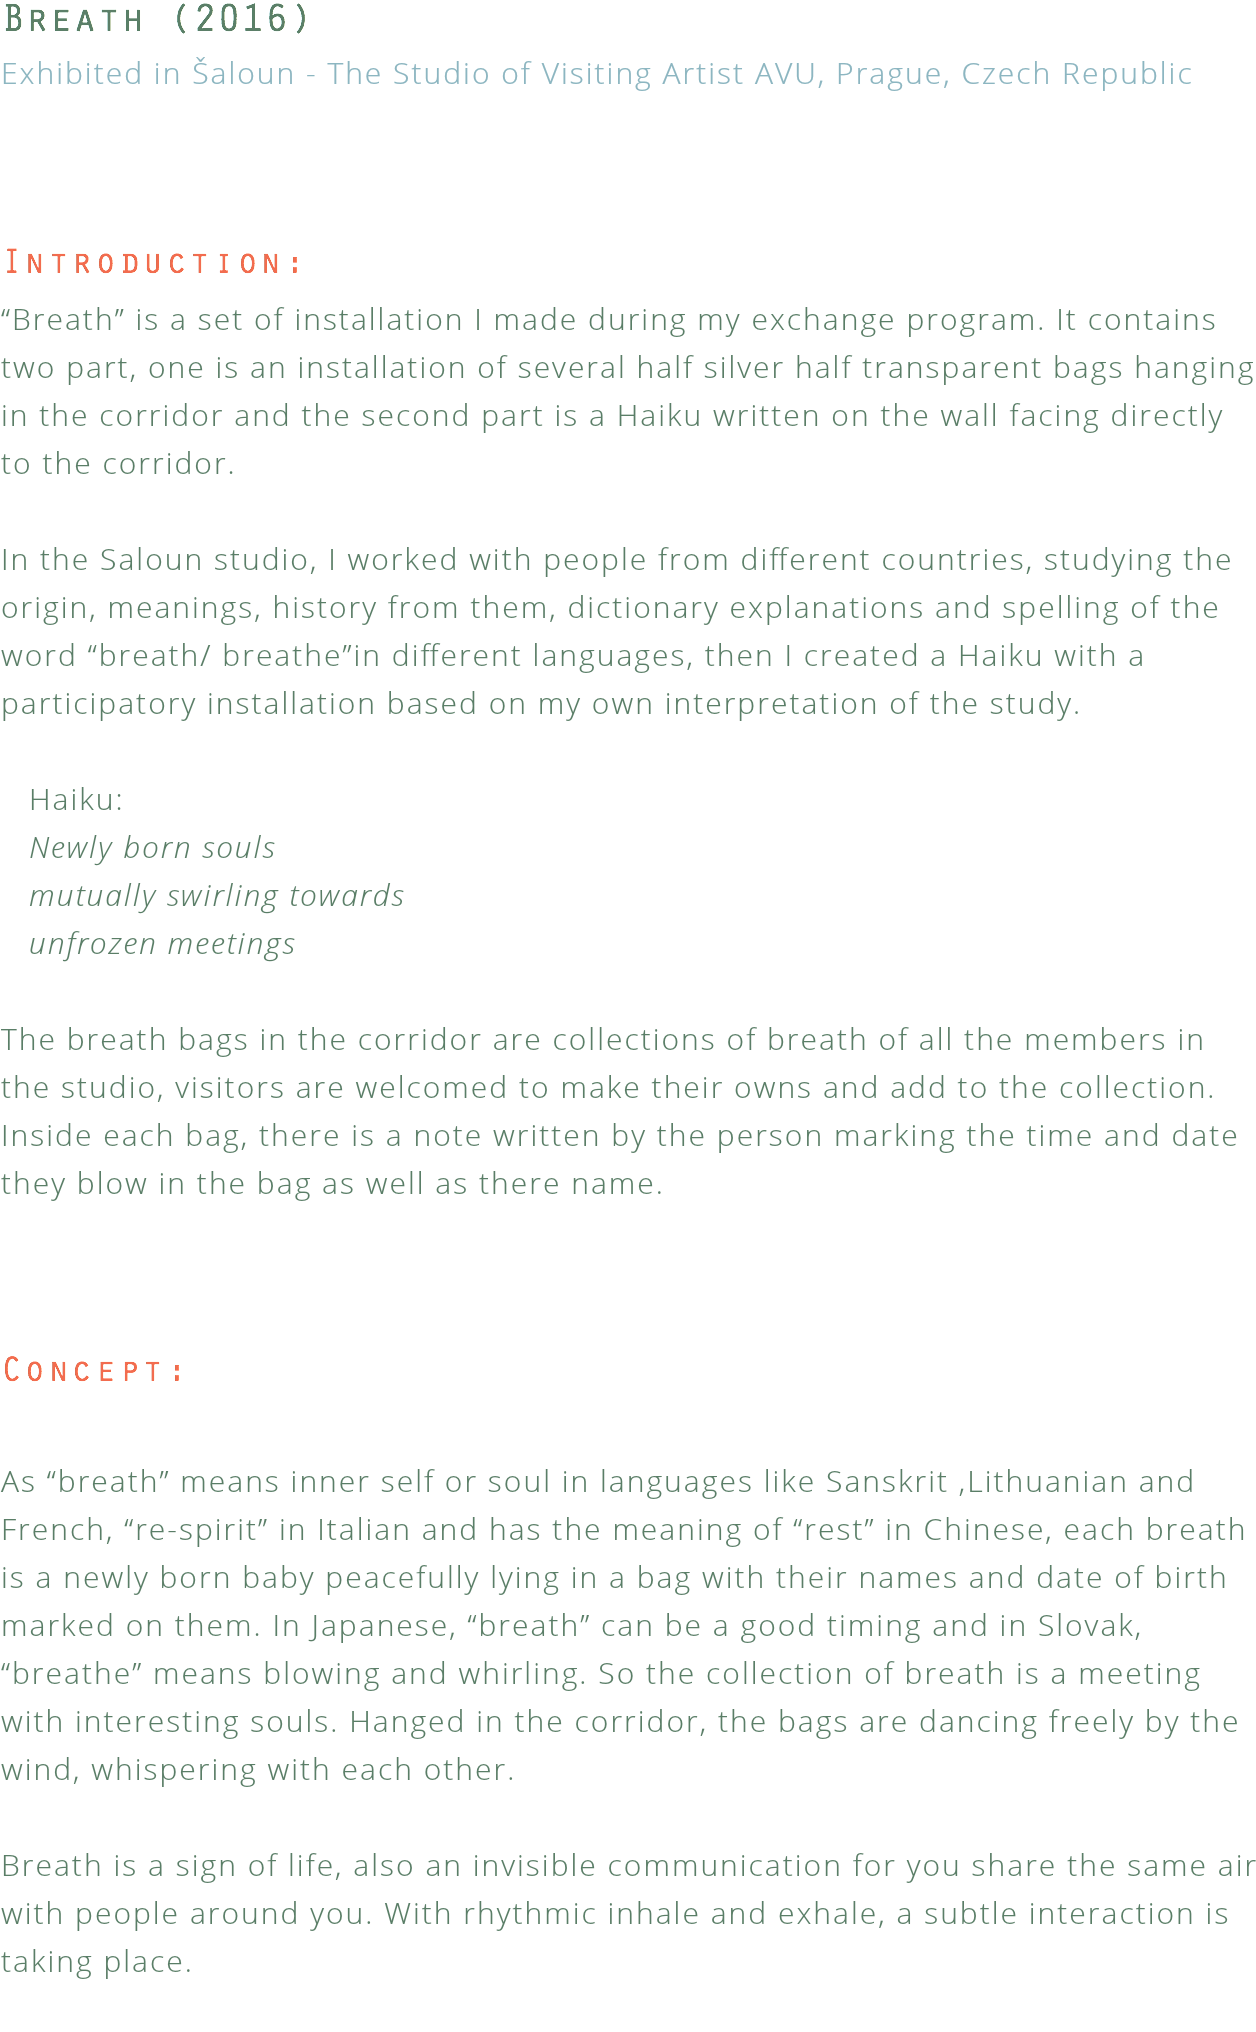 Breath (2016)
Exhibited in Šaloun - The Studio of Visiting Artist AVU, Prague, Czech Republic
Introduction:
“Breath” is a set of installation I made during my exchange program. It contains
two part, one is an installation of several half silver half transparent bags hanging
in the corridor and the second part is a Haiku written on the wall facing directly
to the corridor.
In the Saloun studio, I worked with people from different countries, studying the
origin, meanings, history from them, dictionary explanations and spelling of the
word “breath/ breathe”in different languages, then I created a Haiku with a
participatory installation based on my own interpretation of the study.
Haiku:
Newly born souls
mutually swirling towards
unfrozen meetings
The breath bags in the corridor are collections of breath of all the members in
the studio, visitors are welcomed to make their owns and add to the collection.
Inside each bag, there is a note written by the person marking the time and date
they blow in the bag as well as there name.
Concept:
As “breath” means inner self or soul in languages like Sanskrit ,Lithuanian and
French, “re-spirit” in Italian and has the meaning of “rest” in Chinese, each breath
is a newly born baby peacefully lying in a bag with their names and date of birth
marked on them. In Japanese, “breath” can be a good timing and in Slovak,
“breathe” means blowing and whirling. So the collection of breath is a meeting
with interesting souls. Hanged in the corridor, the bags are dancing freely by the
wind, whispering with each other.
Breath is a sign of life, also an invisible communication for you share the same air
with people around you. With rhythmic inhale and exhale, a subtle interaction is
taking place.